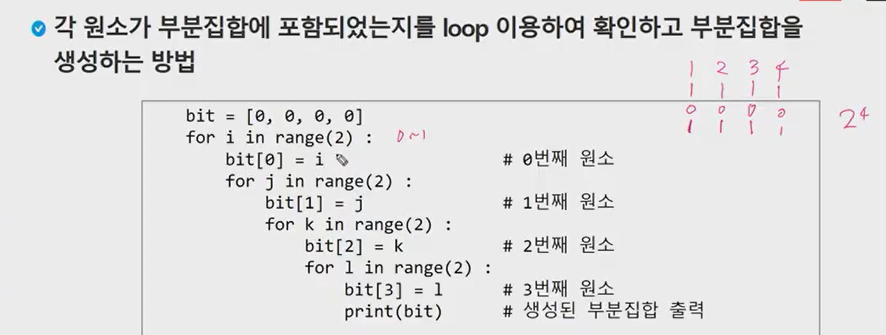 각 원소가 부분집합에 포함되었는지를 loop 이용하여 확인하고 부분집합을
생성하는 방법
1 2 3 4
1 1 1 1
0 0 0 0
1 1 1 1
2⁴
bit = [0, 0, 0, 0]
for i in range(2) : 0~1
bit[0] = i # 0번째 원소
for j in range(2) :
bit[1] = j # 1번째 원소
for k in range(2) :
bit[2] = k # 2번째 원소
for l in range(2) :
bit[3] = l # 3번째 원소
print(bit) # 생성된 부분집합 출력